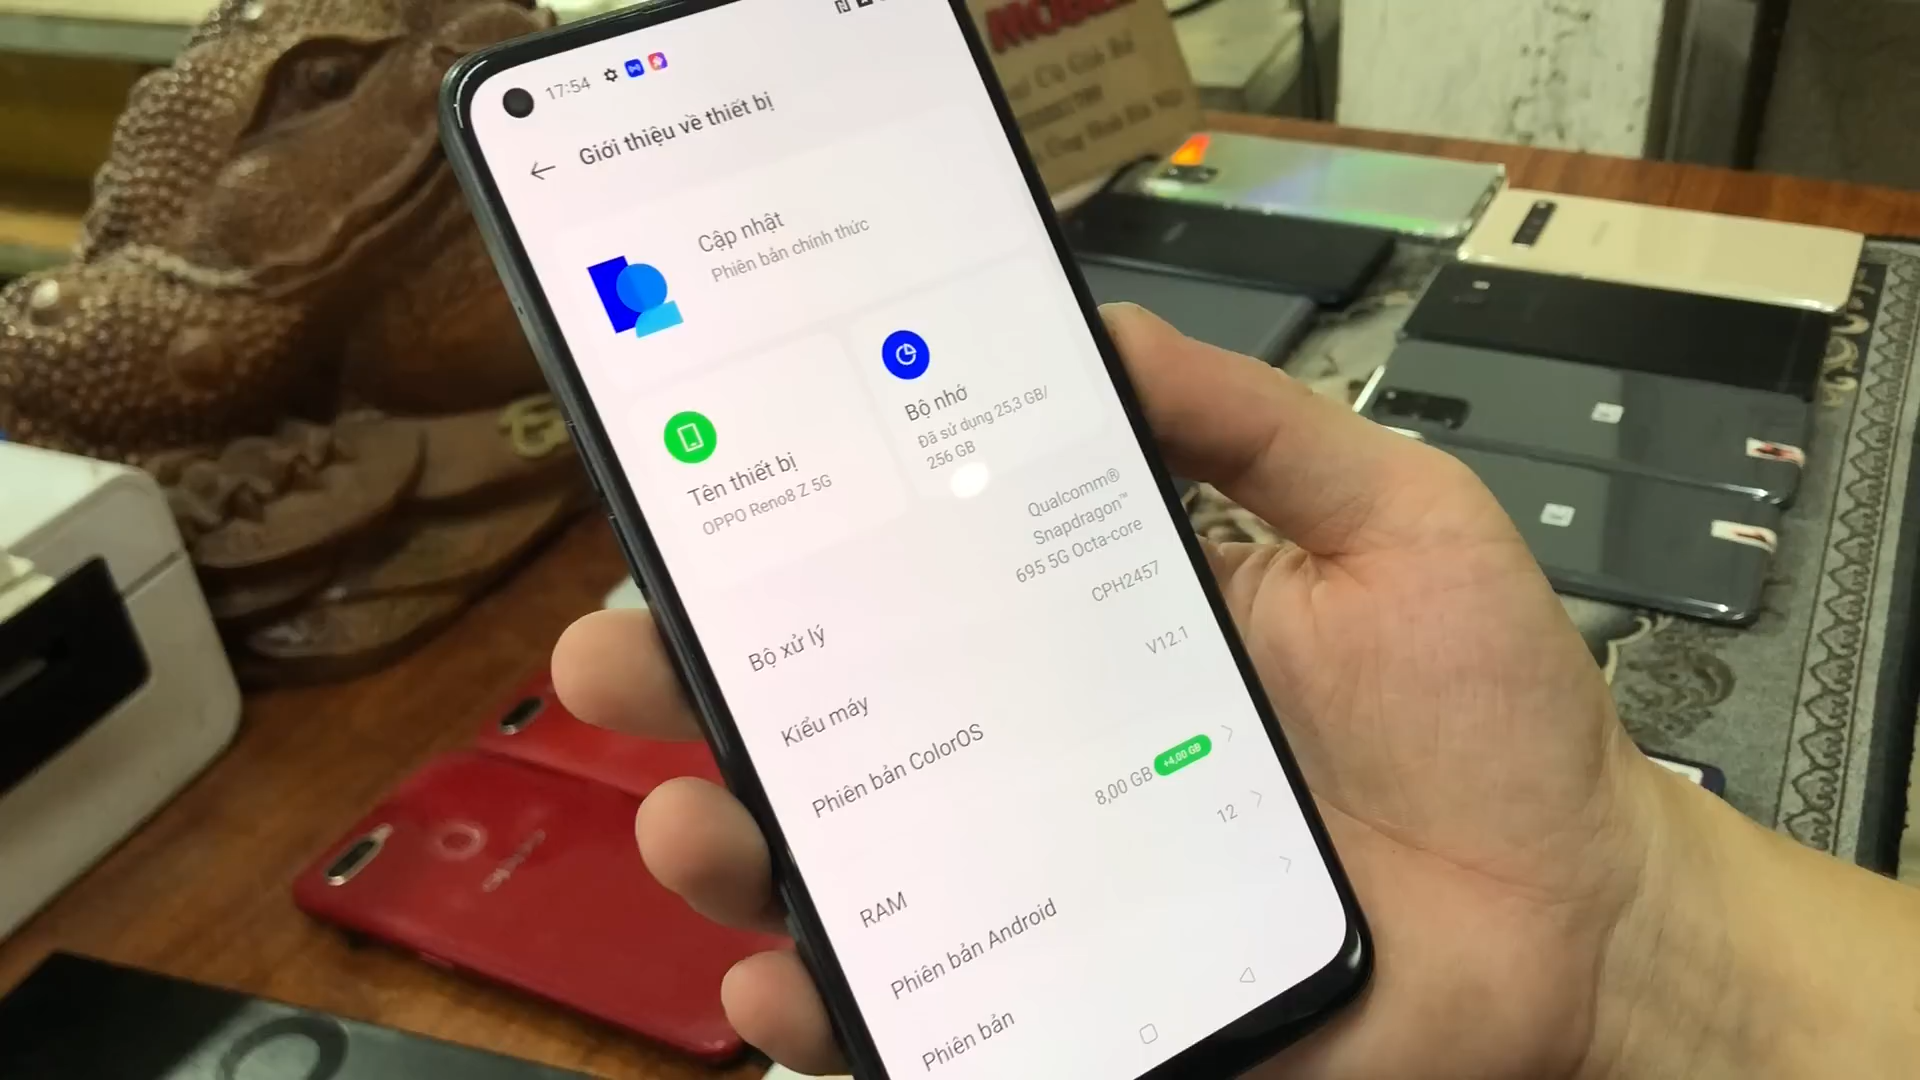 17:54
Giới thiệu về thiết bị
Cập nhật
Phiên bản chính thức
Tên thiết bị
OPPO Reno8 Z 5G
Bộ nhớ
Đã sử dụng 25,3 GB/
256 GB
Bộ xử lý
Qualcomm®
Snapdragon™
695 5G Octa-core
Kiểu máy
CPH2457
Phiên bản ColorOS
V12.1
RAM
8,00 GB
+4,00 GB
Phiên bản Android
12
Phiên bản